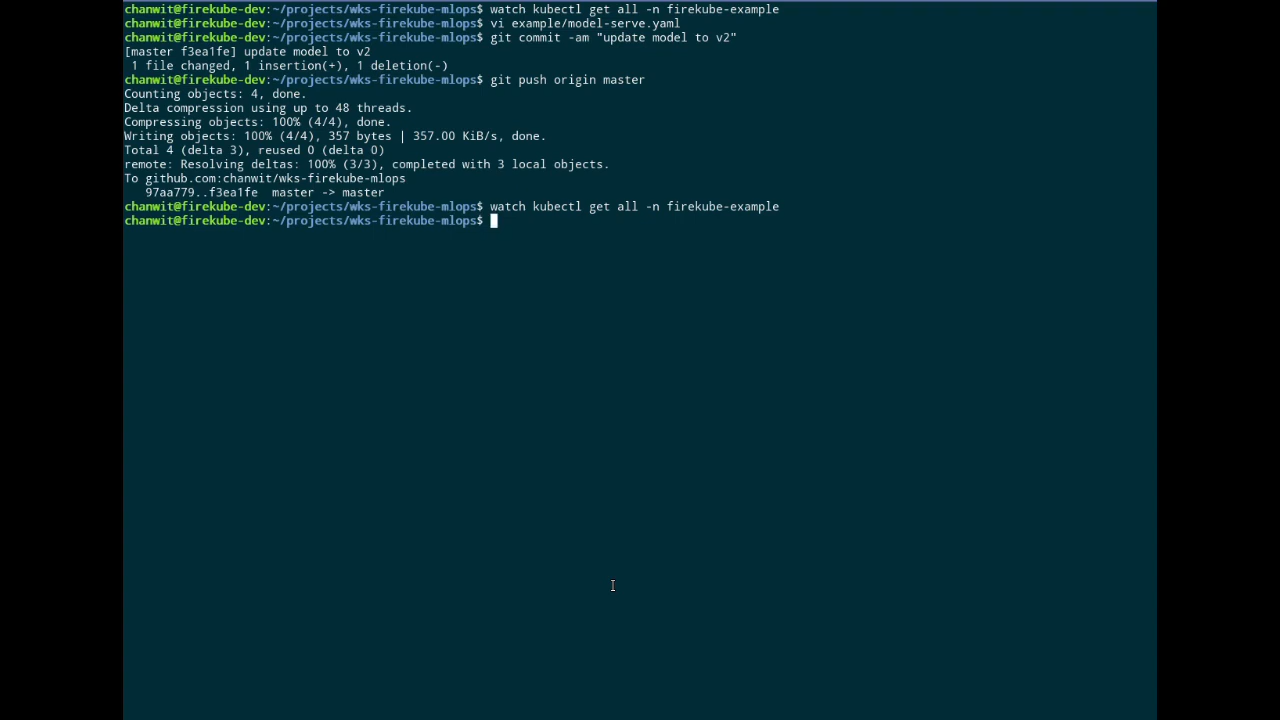 chanwit@firekube-dev:~/projects/wks-firekube-mlops$ watch kubectl get all -n firekube-example
chanwit@firekube-dev:~/projects/wks-firekube-mlops$ vi example/model-serve.yaml
chanwit@firekube-dev:~/projects/wks-firekube-mlops$ git commit -am "update model to v2"
[master f3ea1fe] update model to v2
 1 file changed, 1 insertion(+), 1 deletion(-)
chanwit@firekube-dev:~/projects/wks-firekube-mlops$ git push origin master
Counting objects: 4, done.
Delta compression using up to 48 threads.
Compressing objects: 100% (4/4), done.
Writing objects: 100% (4/4), 357 bytes | 357.00 KiB/s, done.
Total 4 (delta 3), reused 0 (delta 0)
remote: Resolving deltas: 100% (3/3), completed with 3 local objects.
To github.com:chanwit/wks-firekube-mlops
   97aa779..f3ea1fe  master -> master
chanwit@firekube-dev:~/projects/wks-firekube-mlops$ watch kubectl get all -n firekube-example
chanwit@firekube-dev:~/projects/wks-firekube-mlops$